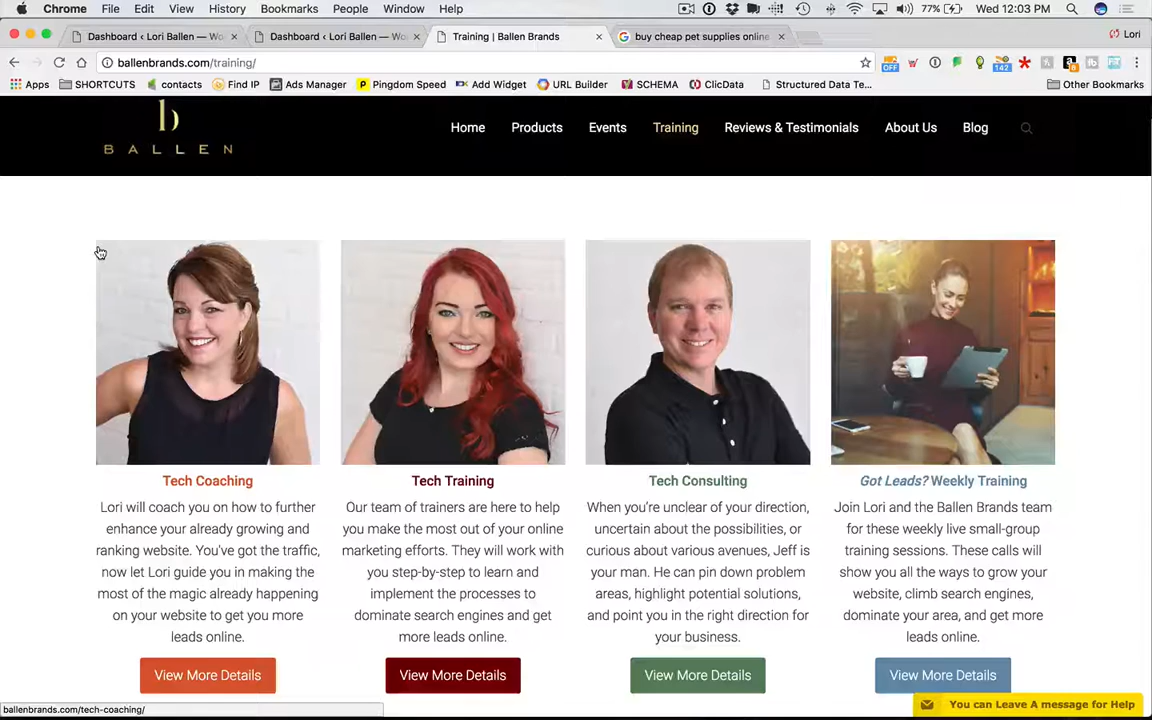 Chrome File Edit View History Bookmarks People Window Help 77% Wed 12:03 PM
Dashboard ‹ Lori Ballen — Wo Dashboard ‹ Lori Ballen — Wo Training | Ballen Brands buy cheap pet supplies online Lori
ballenbrands.com/training/ OFF 142
Apps SHORTCUTS contacts Find IP Ads Manager Pingdom Speed Add Widget URL Builder SCHEMA ClicData Structured Data Te... Other Bookmarks
b
BALLEN
Home Products Events Training Reviews & Testimonials About Us Blog
Tech Coaching
Lori will coach you on how to further
enhance your already growing and
ranking website. You've got the traffic,
now let Lori guide you in making the
most of the magic already happening
on your website to get you more
leads online.
View More Details
Tech Training
Our team of trainers are here to help
you make the most out of your online
marketing efforts. They will work with
you step-by-step to learn and
implement the processes to
dominate search engines and get
more leads online.
View More Details
Tech Consulting
When you're unclear of your direction,
uncertain about the possibilities, or
curious about various avenues, Jeff is
your man. He can pin down problem
areas, highlight potential solutions,
and point you in the right direction for
your business.
View More Details
Got Leads? Weekly Training
Join Lori and the Ballen Brands team
for these weekly live small-group
training sessions. These calls will
show you all the ways to grow your
website, climb search engines,
dominate your area, and get more
leads online.
View More Details
You can Leave A message for Help
ballenbrands.com/tech-coaching/